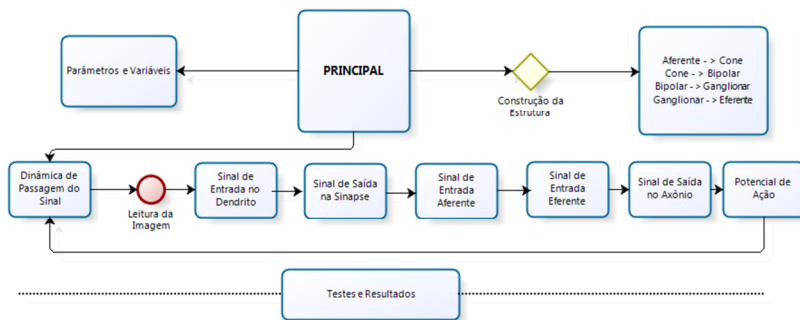 Parâmetros e Variáveis
PRINCIPAL
Construção da
Estrutura
Aferente - > Cone
Cone - > Bipolar
Bipolar - > Ganglionar
Ganglionar - > Eferente
Dinâmica de
Passagem do
Sinal
Leitura da
Imagem
Sinal de
Entrada no
Dendrito
Sinal de Saída
na Sinapse
Sinal de
Entrada
Aferente
Sinal de
Entrada
Eferente
Sinal de Saída
no Axônio
Potencial de
Ação
Testes e Resultados